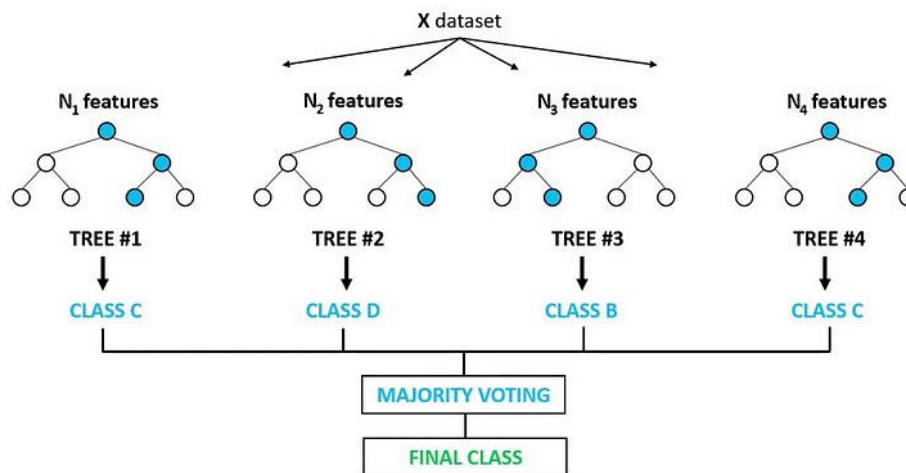 X dataset
N₁ features N₂ features N₃ features N₄ features
TREE #1 TREE #2 TREE #3 TREE #4
CLASS C CLASS D CLASS B CLASS C
MAJORITY VOTING
FINAL CLASS